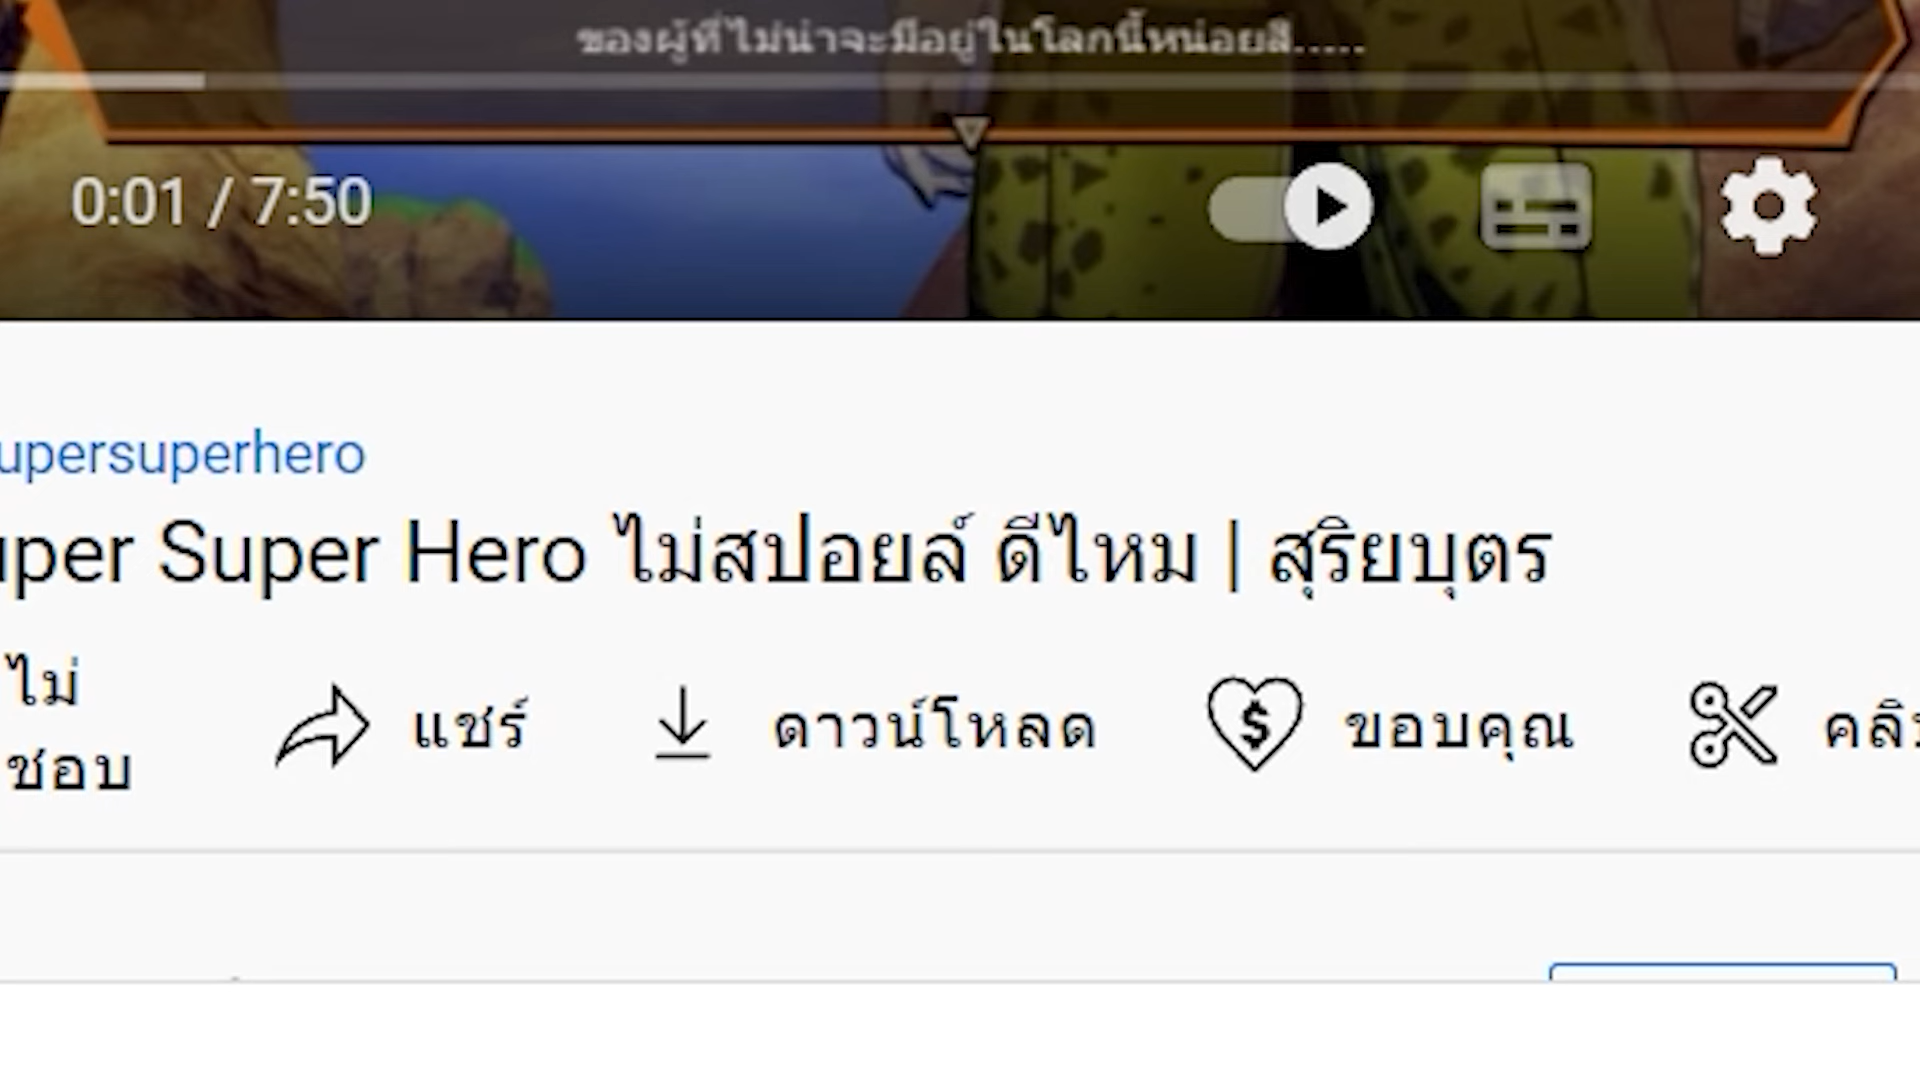 ของผู้ที่ไม่น่าจะมีอยู่ในโลกนี้หน่อยสิ.....
0:01 / 7:50
upersuperhero
uper Super Hero ไม่สปอยล์ ดีไหม | สุริยบุตร
ไม่
ชอบ
แชร์
ดาวน์โหลด
ขอบคุณ